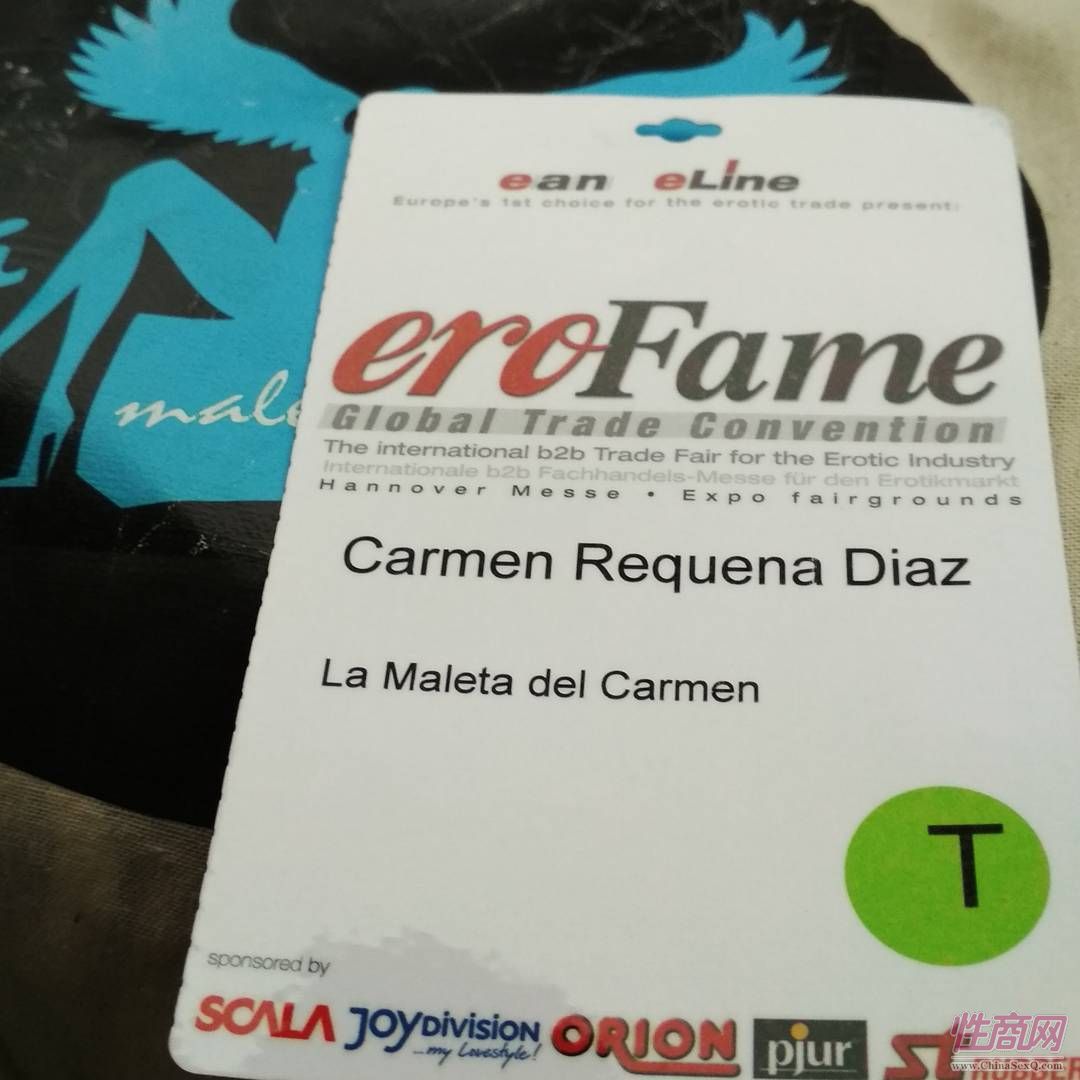 ean eLine
Europe's 1st choice for the erotic trade present:
eroFame
Global Trade Convention
The international b2b Trade Fair for the Erotic Industry
Internationale b2b Fachhandels-Messe für den Erotikmarkt
Hannover Messe • Expo fairgrounds
male
Carmen Requena Diaz
La Maleta del Carmen
T
sponsored by
SCALA JOYDIVISION ORION pjur
...my Lovestyle!
性商网
www.ChinaSexQ.com